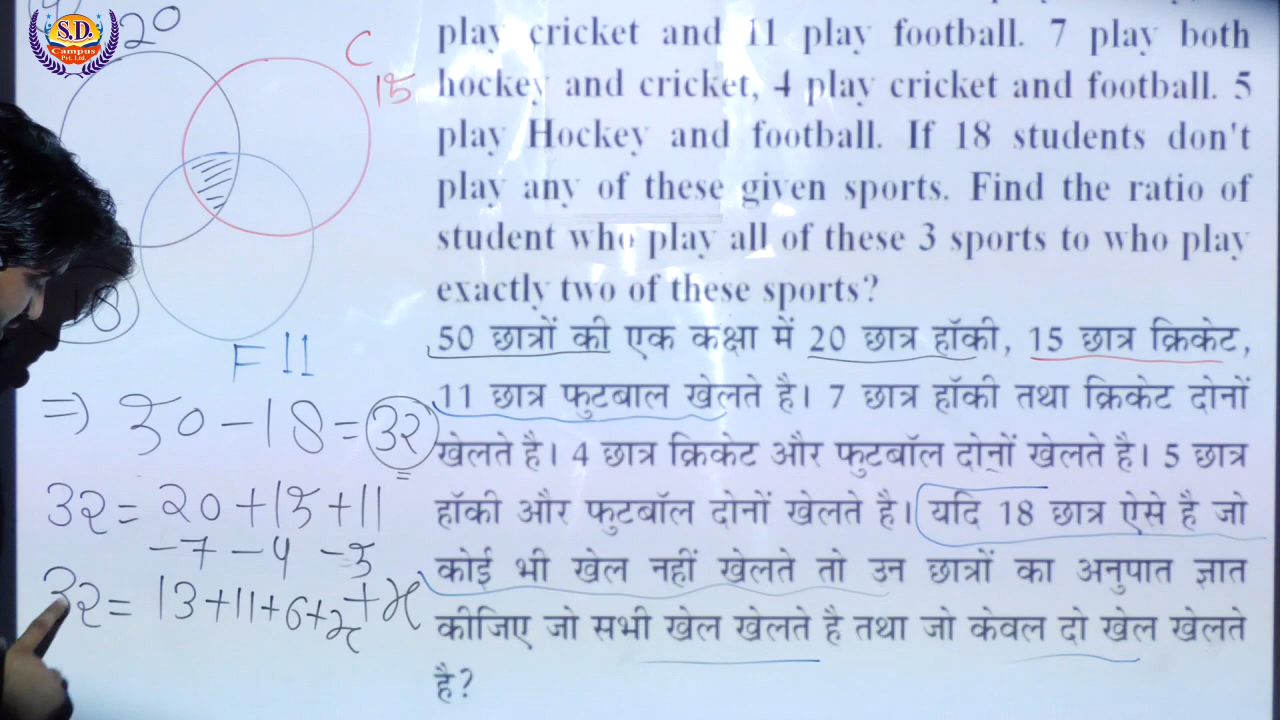 S.D.
Campus
Pvt. Ltd.
20
C
15
18
F 11
play cricket and 11 play football. 7 play both
hockey and cricket, 4 play cricket and football. 5
play Hockey and football. If 18 students don't
play any of these given sports. Find the ratio of
student who play all of these 3 sports to who play
exactly two of these sports?
50 छात्रों की एक कक्षा में 20 छात्र हॉकी, 15 छात्र क्रिकेट,
11 छात्र फुटबाल खेलते है। 7 छात्र हॉकी तथा क्रिकेट दोनों
खेलते है। 4 छात्र क्रिकेट और फुटबॉल दोनों खेलते है। 5 छात्र
हॉकी और फुटबॉल दोनों खेलते है। यदि 18 छात्र ऐसे है जो
कोई भी खेल नहीं खेलते तो उन छात्रों का अनुपात ज्ञात
कीजिए जो सभी खेल खेलते है तथा जो केवल दो खेल खेलते
है?
⇒ 50 - 18 = 32
32 = 20 + 15 + 11
- 7 - 4 - 5
32 = 13 + 11 + 6 + x